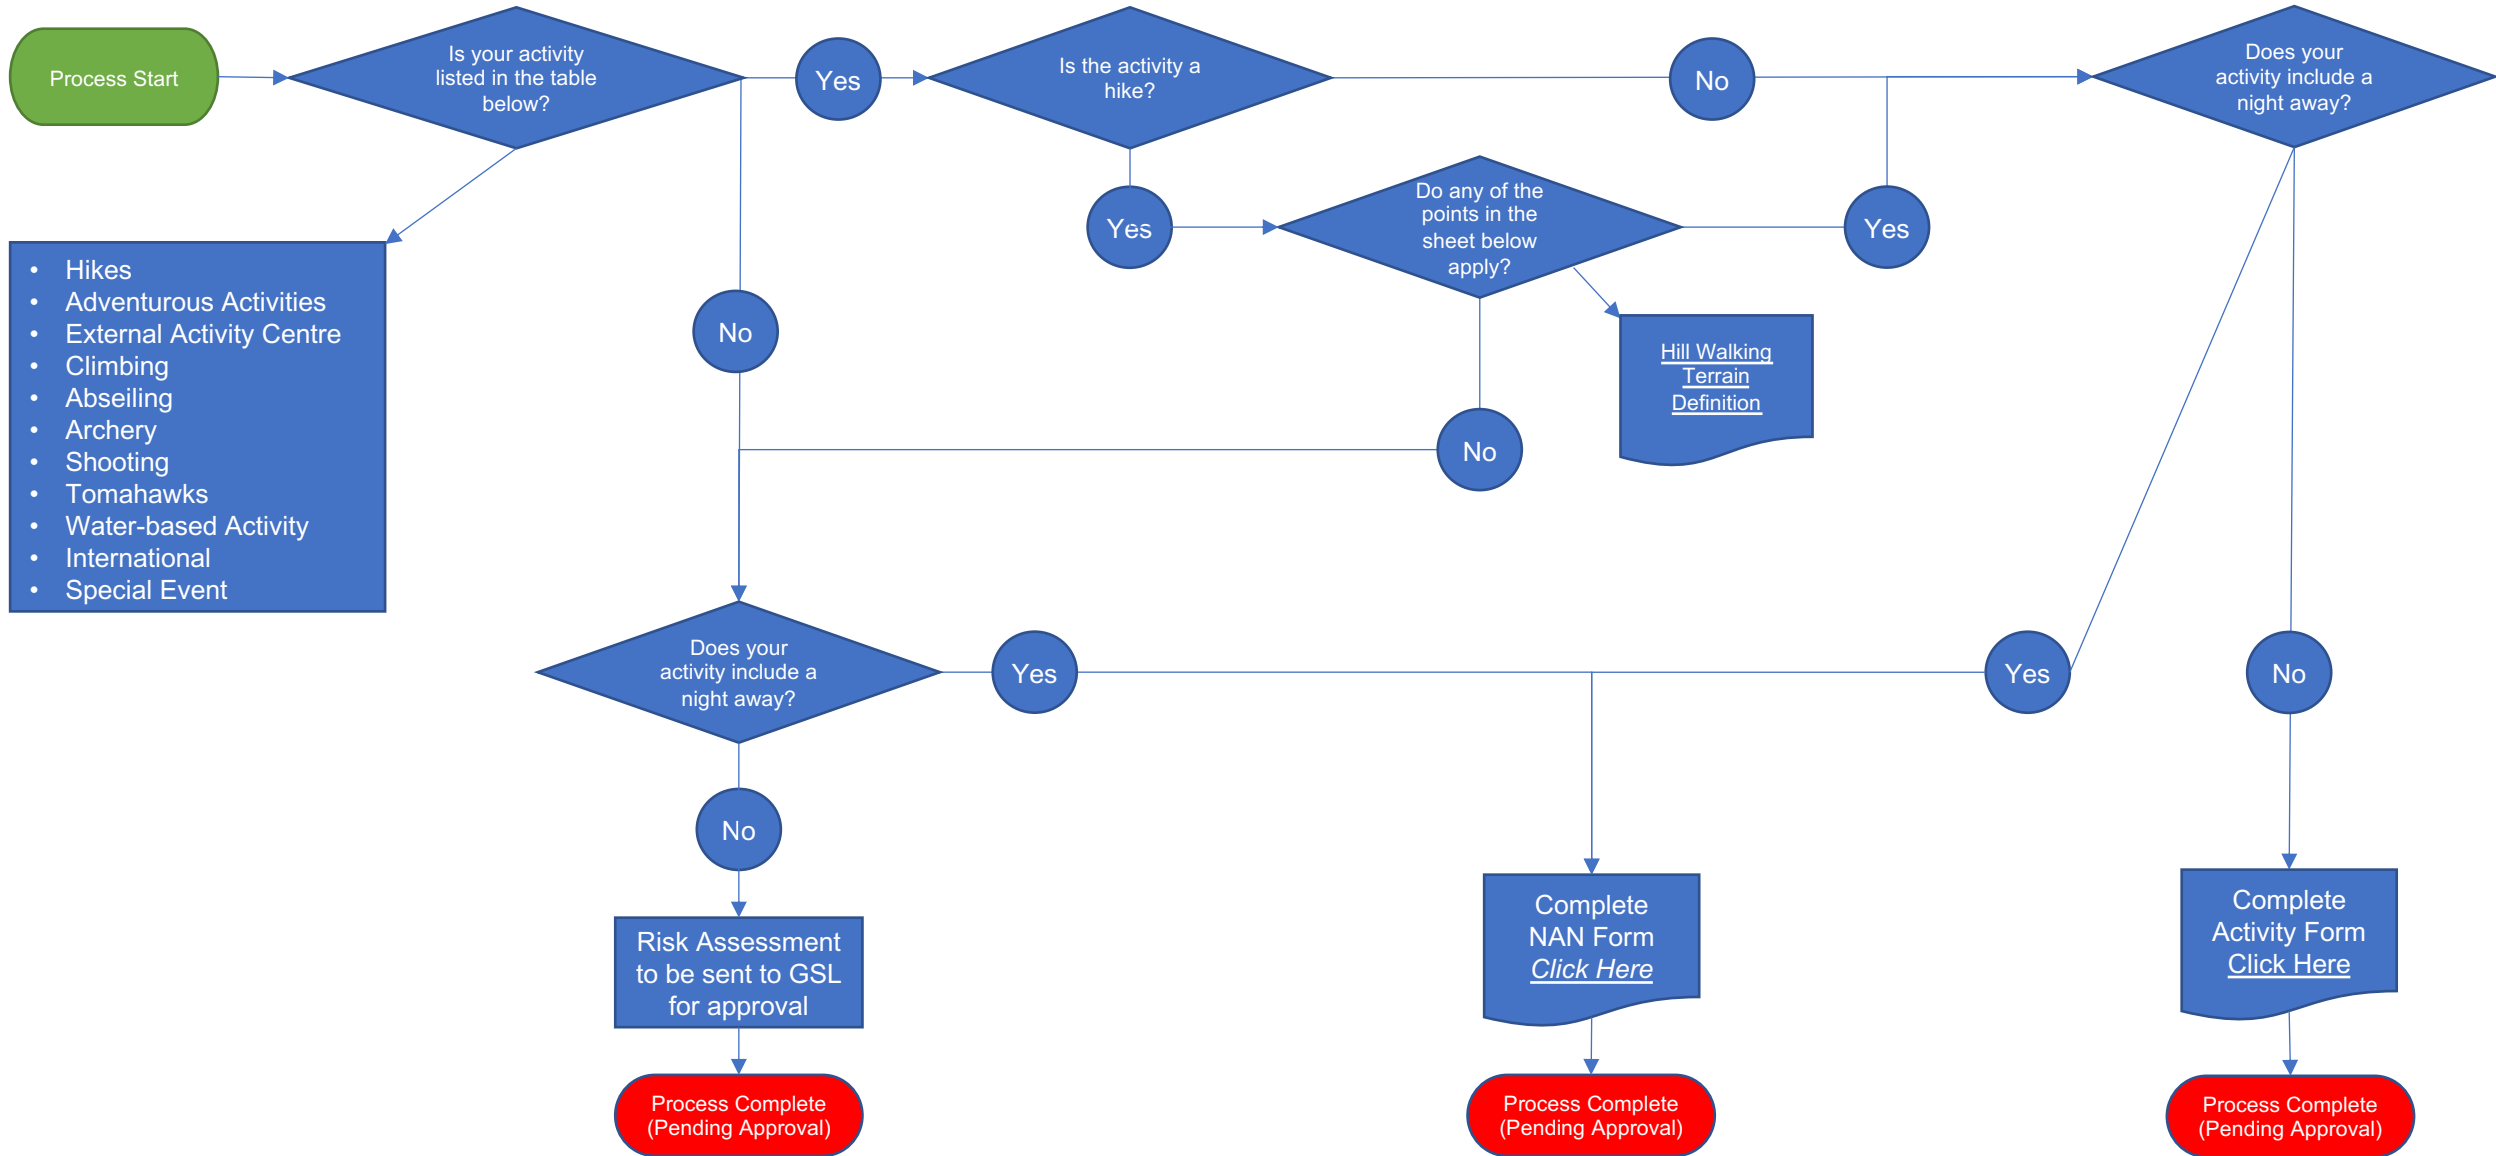 Process Start
Is your activity
listed in the table
below?
Yes
Is the activity a
hike?
No
Does your
activity include a
night away?
Yes
Do any of the
points in the
sheet below
apply?
Yes
• Hikes
• Adventurous Activities
• External Activity Centre
• Climbing
• Abseiling
• Archery
• Shooting
• Tomahawks
• Water-based Activity
• International
• Special Event
No
Hill Walking
Terrain
Definition
No
Does your
activity include a
night away?
Yes
Yes
No
No
Risk Assessment
to be sent to GSL
for approval
Complete
NAN Form
Click Here
Complete
Activity Form
Click Here
Process Complete
(Pending Approval)
Process Complete
(Pending Approval)
Process Complete
(Pending Approval)